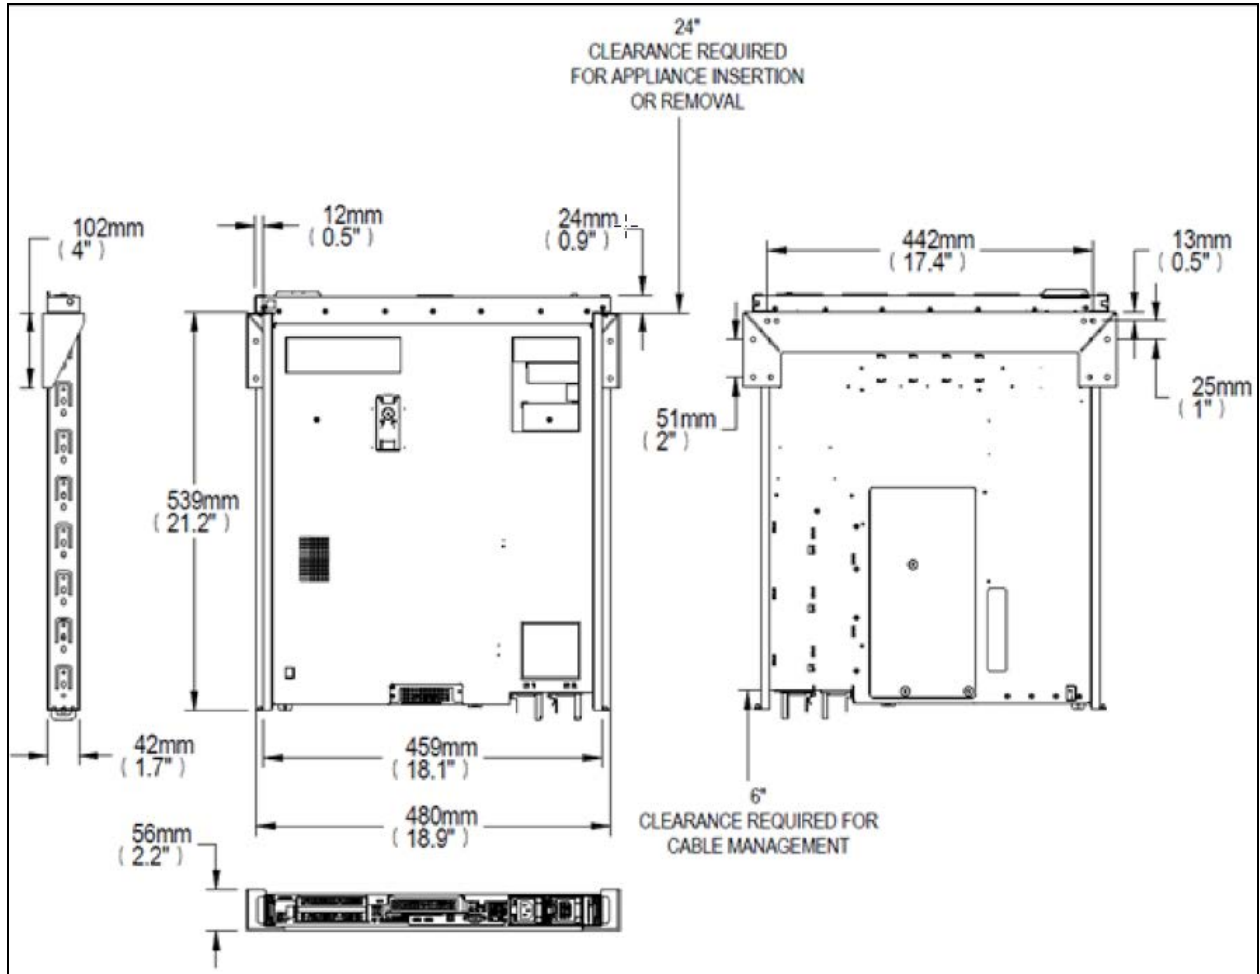 24"
CLEARANCE REQUIRED
FOR APPLIANCE INSERTION
OR REMOVAL
102mm
( 4" )
12mm
( 0.5" )
24mm
( 0.9" )
442mm
( 17.4" )
13mm
( 0.5" )
51mm
( 2" )
25mm
( 1" )
539mm
( 21.2" )
42mm
( 1.7" )
459mm
( 18.1" )
480mm
( 18.9" )
56mm
( 2.2" )
6"
CLEARANCE REQUIRED FOR
CABLE MANAGEMENT